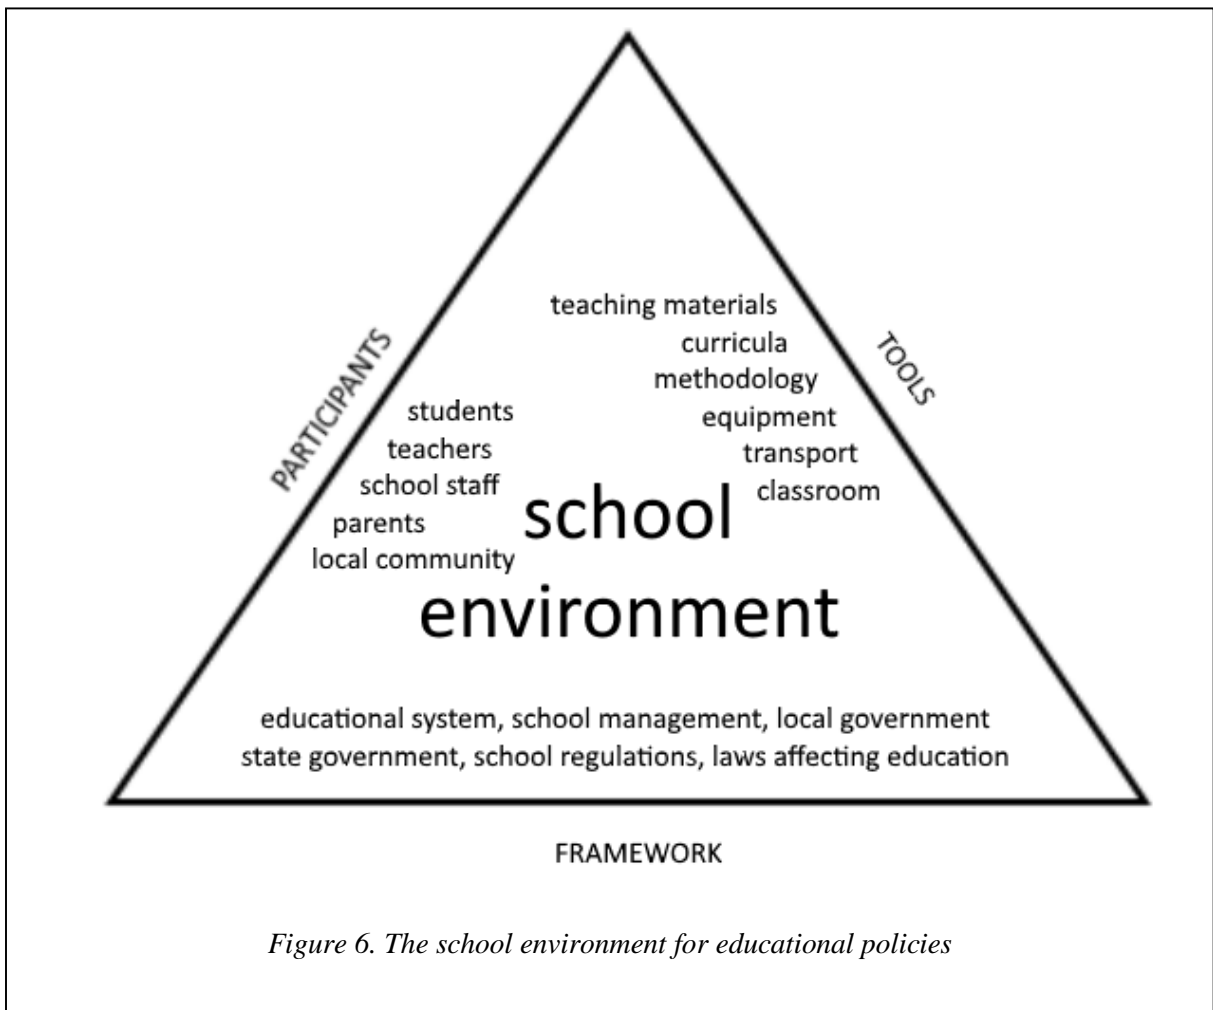 teaching materials
curricula
methodology
equipment
transport
classroom
TOOLS
PARTICIPANTS
students
teachers
school staff
parents
local community
school
environment
educational system, school management, local government
state government, school regulations, laws affecting education
FRAMEWORK
Figure 6. The school environment for educational policies